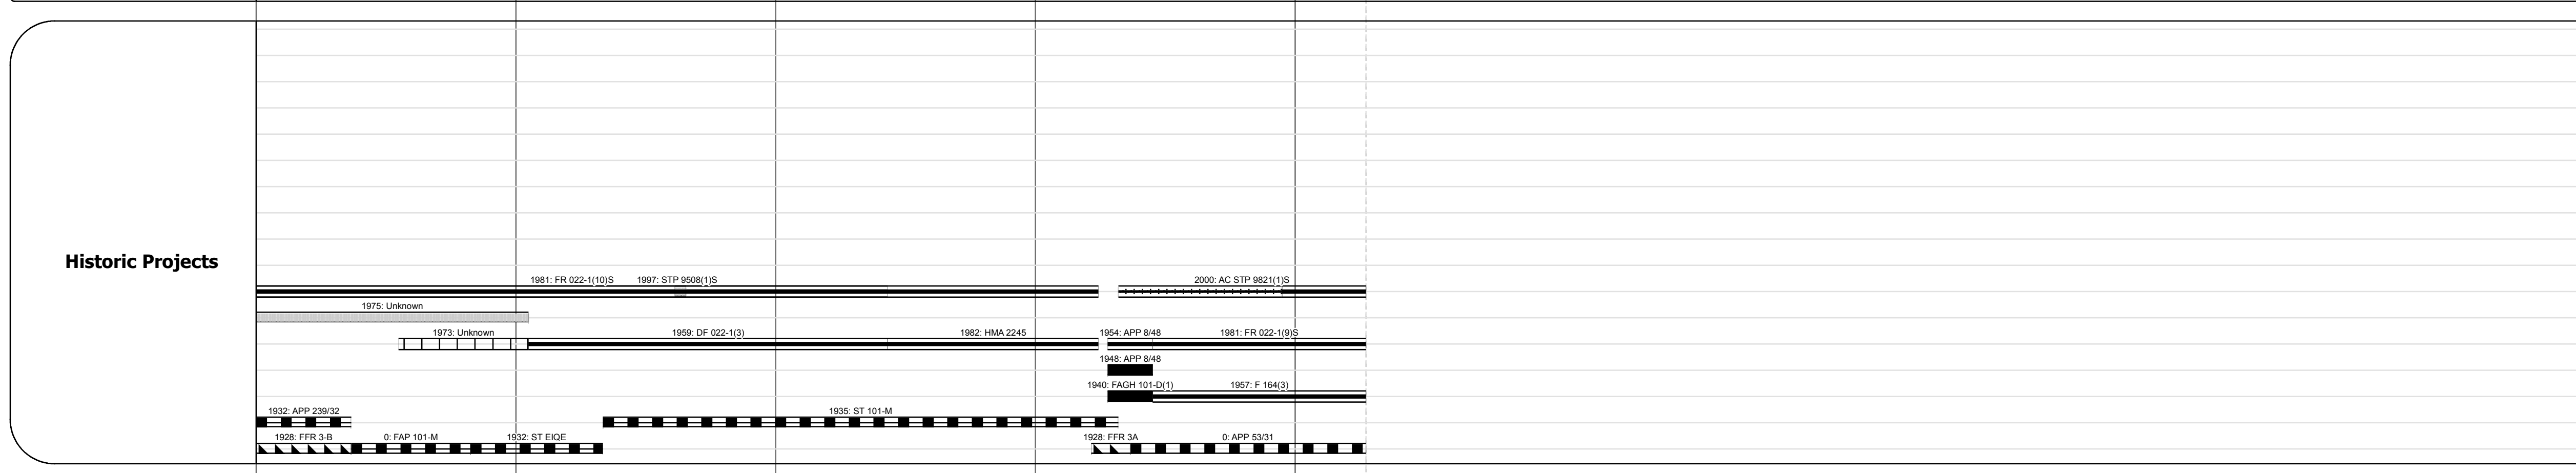 Historic Projects
1981: FR 022-1(10)S 1997: STP 9508(1)S 2000: AC STP 9821(1)S
1975: Unknown
1973: Unknown 1959: DF 022-1(3) 1982: HMA 2245 1954: APP 8/48 1981: FR 022-1(9)S
1948: APP 8/48
1940: FAGH 101-D(1) 1957: F 164(3)
1932: APP 239/32 1935: ST 101-M
1928: FFR 3-B 0: FAP 101-M 1932: ST EIQE 1928: FFR 3A 0: APP 53/31